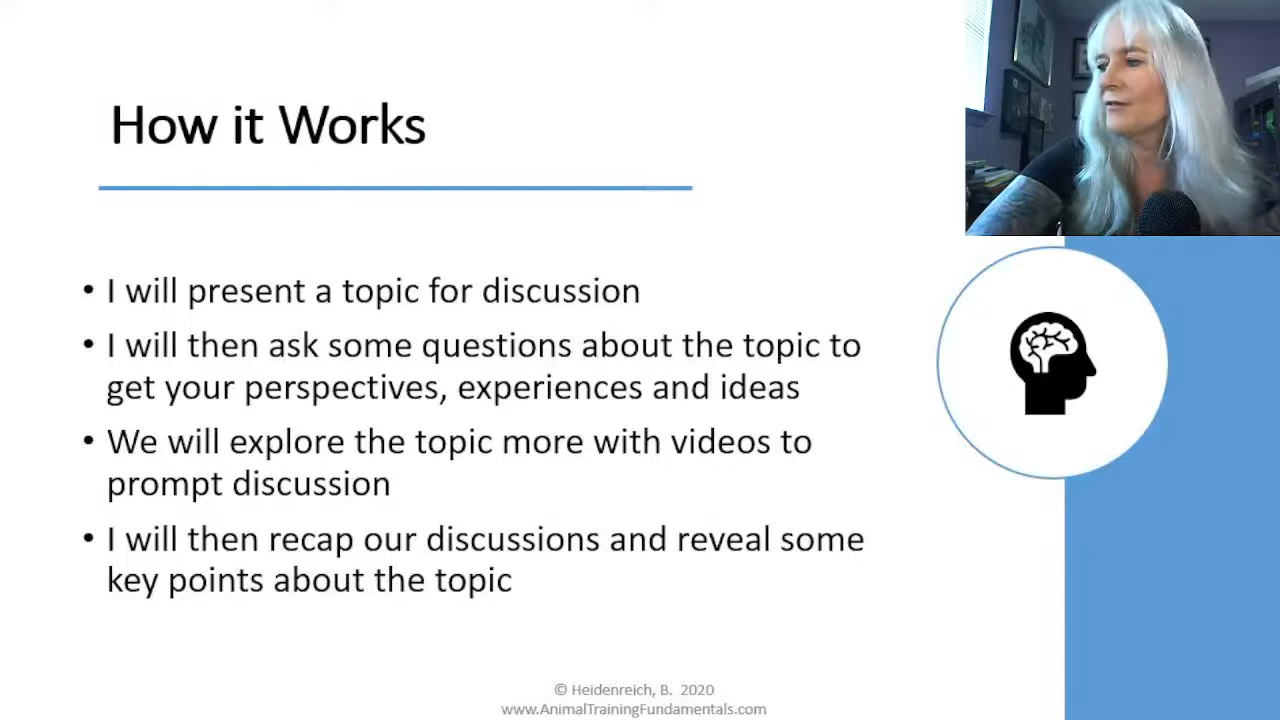 How it Works
• I will present a topic for discussion
• I will then ask some questions about the topic to
get your perspectives, experiences and ideas
• We will explore the topic more with videos to
prompt discussion
• I will then recap our discussions and reveal some
key points about the topic
© Heidenreich, B. 2020
www.AnimalTrainingFundamentals.com